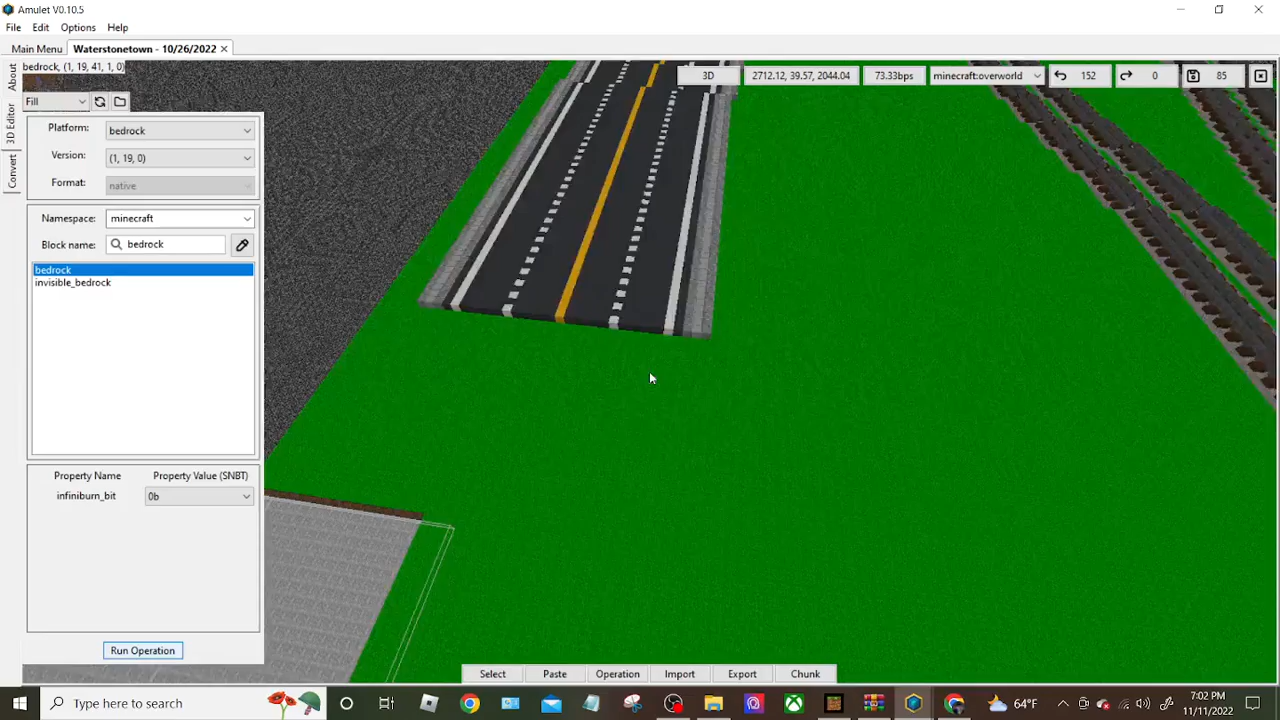 Amulet V0.10.5
File Edit Options Help
Main Menu Waterstonetown - 10/26/2022
bedrock, (1, 19, 41, 1, 0)
3D 2712.12, 39.57, 2044.04 73.33bps minecraft:overworld 152 0 85
About
3D Editor
Convert
Fill
Platform: bedrock
Version: (1, 19, 0)
Format: native
Namespace: minecraft
Block name: bedrock
bedrock
invisible_bedrock
Property Name Property Value (SNBT)
infiniburn_bit 0b
Run Operation
Select Paste Operation Import Export Chunk
Type here to search
64°F
7:02 PM
11/11/2022